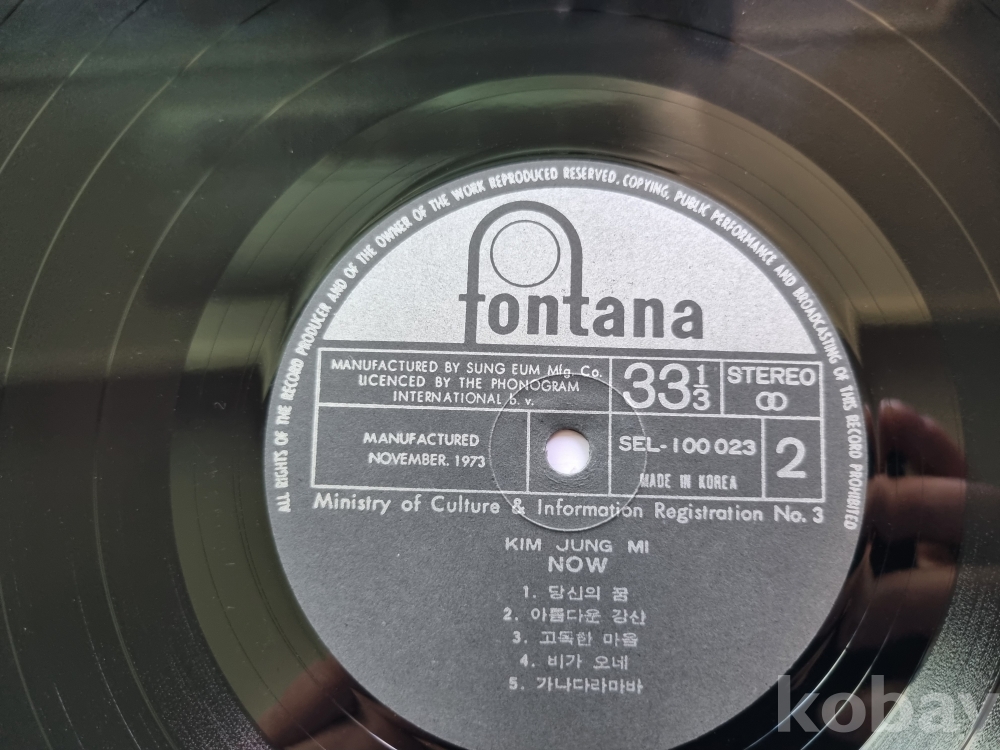 ALL RIGHTS OF THE RECORD PRODUCER AND OF THE OWNER OF THE WORK REPRODUCED RESERVED. COPYING, PUBLIC PERFORMANCE AND BROADCASTING OF THIS RECORD PROHIBITED
fontana
MANUFACTURED BY SUNG EUM Mfg. Co.
LICENCED BY THE PHONOGRAM
INTERNATIONAL b. v.
33 1/3
STEREO
MANUFACTURED
NOVEMBER. 1973
SEL-100 023
MADE IN KOREA
2
Ministry of Culture & Information Registration No. 3
KIM JUNG MI
NOW
1. 당신의 꿈
2. 아름다운 강산
3. 고독한 마음
4. 비가 오네
5. 가나다라마바
kobay